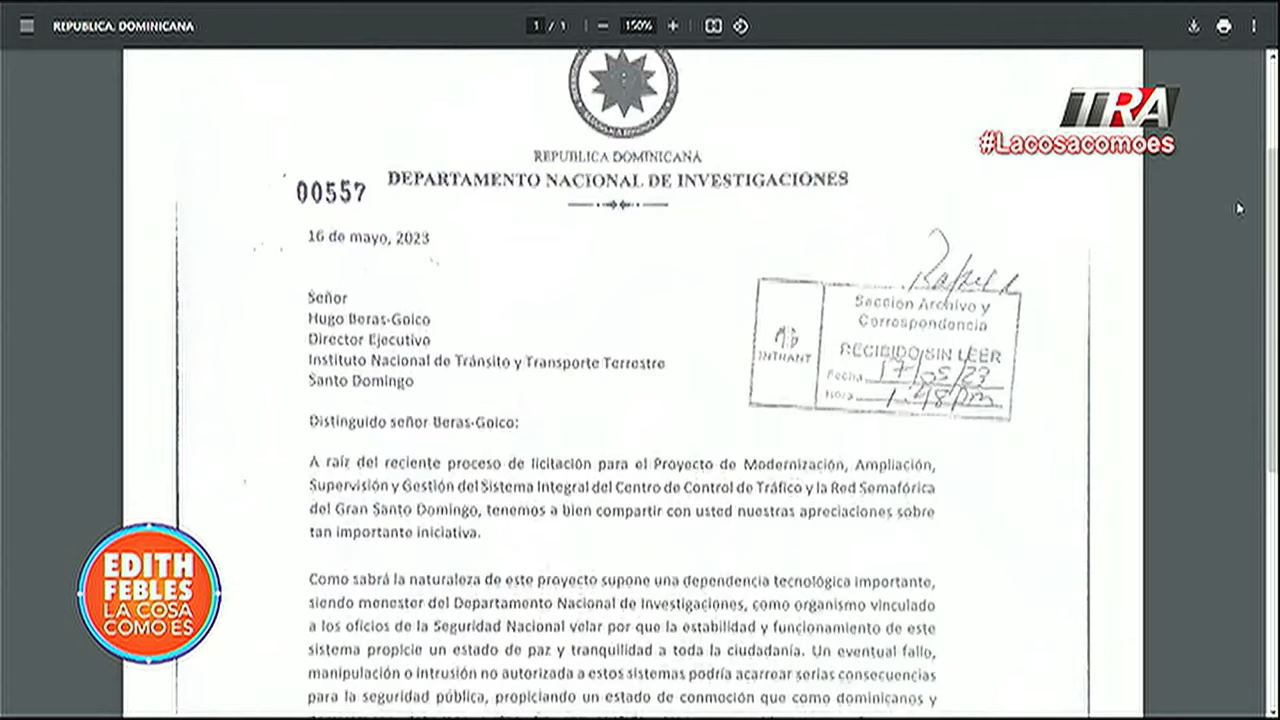 REPUBLICA. DOMINICANA
1 / 1
150%
TRA
#Lacosacomoes
REPUBLICA DOMINICANA
DEPARTAMENTO NACIONAL DE INVESTIGACIONES
00557
16 de mayo, 2023
Señor
Hugo Beras-Goico
Director Ejecutivo
Instituto Nacional de Tránsito y Transporte Terrestre
Santo Domingo
Sección Archivo y
Correspondencia
INTRANT
RECIBIDO SIN LEER
Fecha 17/05/23
Hora 1:48pm
Distinguido señor Beras-Goico:
A raíz del reciente proceso de licitación para el Proyecto de Modernización, Ampliación,
Supervisión y Gestión del Sistema Integral del Centro de Control de Tráfico y la Red Semafórica
del Gran Santo Domingo, tenemos a bien compartir con usted nuestras apreciaciones sobre
tan importante iniciativa.
Como sabrá la naturaleza de este proyecto supone una dependencia tecnológica importante,
siendo menester del Departamento Nacional de Investigaciones, como organismo vinculado
a los oficios de la Seguridad Nacional velar por que la estabilidad y funcionamiento de este
sistema propicie un estado de paz y tranquilidad a toda la ciudadanía. Un eventual fallo,
manipulación o intrusión no autorizada a estos sistemas podría acarrear serias consecuencias
para la seguridad pública, propiciando un estado de conmoción que como dominicanos y
EDITH
FEBLES
LA COSA
COMO ES